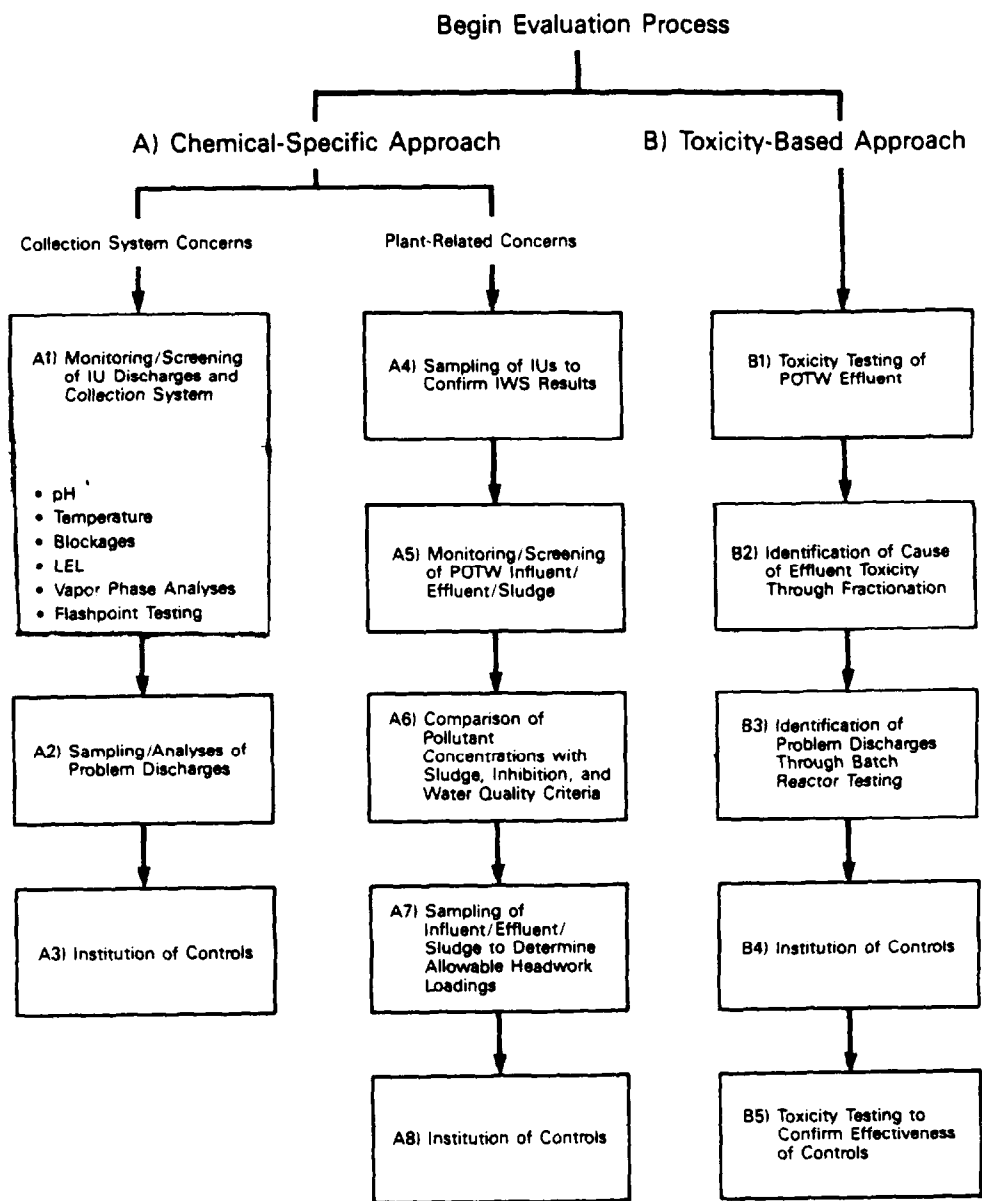 Begin Evaluation Process
A) Chemical-Specific Approach
B) Toxicity-Based Approach
Collection System Concerns
Plant-Related Concerns
A1) Monitoring/Screening
of IU Discharges and
Collection System
• pH
• Temperature
• Blockages
• LEL
• Vapor Phase Analyses
• Flashpoint Testing
A2) Sampling/Analyses of
Problem Discharges
A3) Institution of Controls
A4) Sampling of IUs to
Confirm IWS Results
A5) Monitoring/Screening
of POTW Influent/
Effluent/Sludge
A6) Comparison of
Pollutant
Concentrations with
Sludge, Inhibition, and
Water Quality Criteria
A7) Sampling of
Influent/Effluent/
Sludge to Determine
Allowable Headwork
Loadings
A8) Institution of Controls
B1) Toxicity Testing of
POTW Effluent
B2) Identification of Cause
of Effluent Toxicity
Through Fractionation
B3) Identification of
Problem Discharges
Through Batch
Reactor Testing
B4) Institution of Controls
B5) Toxicity Testing to
Confirm Effectiveness
of Controls